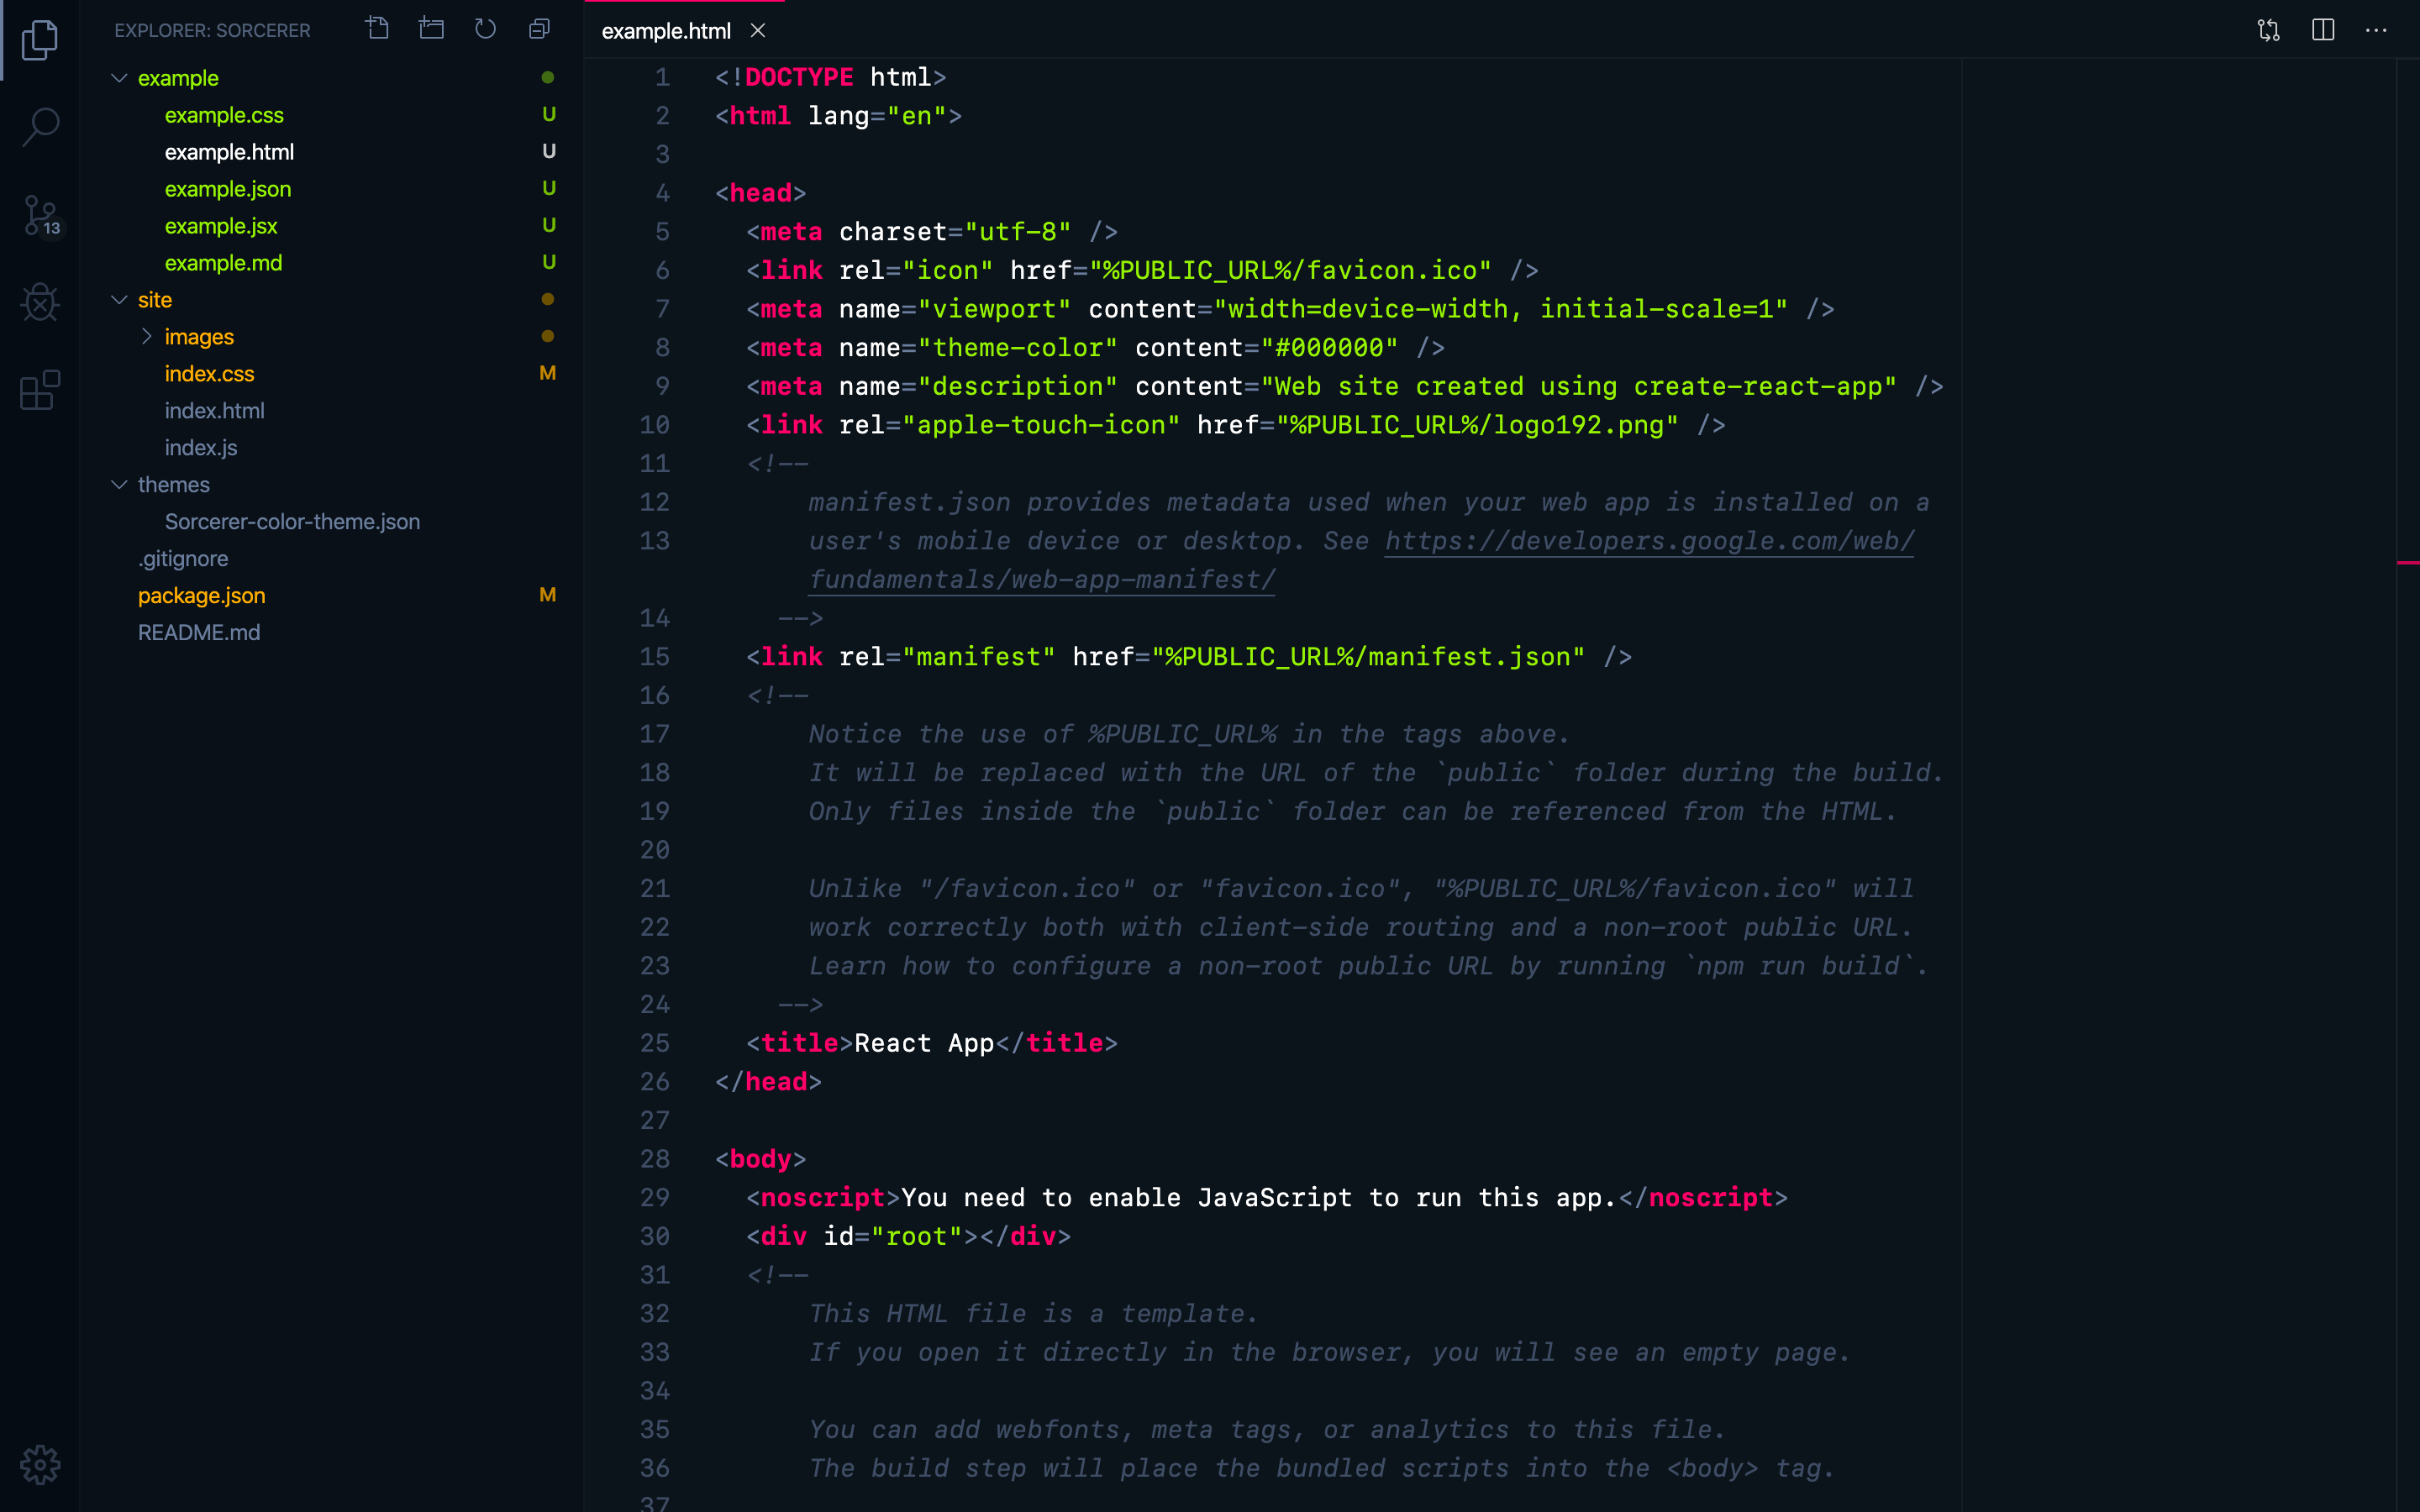 EXPLORER: SORCERER
example
example.css U
example.html U
example.json U
example.jsx U
example.md U
site
images
index.css M
index.html
index.js
themes
Sorcerer-color-theme.json
.gitignore
package.json M
README.md
13
example.html
1 <!DOCTYPE html>
2 <html lang="en">
3
4 <head>
5 <meta charset="utf-8" />
6 <link rel="icon" href="%PUBLIC_URL%/favicon.ico" />
7 <meta name="viewport" content="width=device-width, initial-scale=1" />
8 <meta name="theme-color" content="#000000" />
9 <meta name="description" content="Web site created using create-react-app" />
10 <link rel="apple-touch-icon" href="%PUBLIC_URL%/logo192.png" />
11 <!--
12 manifest.json provides metadata used when your web app is installed on a
13 user's mobile device or desktop. See https://developers.google.com/web/
fundamentals/web-app-manifest/
14 -->
15 <link rel="manifest" href="%PUBLIC_URL%/manifest.json" />
16 <!--
17 Notice the use of %PUBLIC_URL% in the tags above.
18 It will be replaced with the URL of the `public` folder during the build.
19 Only files inside the `public` folder can be referenced from the HTML.
20
21 Unlike "/favicon.ico" or "favicon.ico", "%PUBLIC_URL%/favicon.ico" will
22 work correctly both with client-side routing and a non-root public URL.
23 Learn how to configure a non-root public URL by running `npm run build`.
24 -->
25 <title>React App</title>
26 </head>
27
28 <body>
29 <noscript>You need to enable JavaScript to run this app.</noscript>
30 <div id="root"></div>
31 <!--
32 This HTML file is a template.
33 If you open it directly in the browser, you will see an empty page.
34
35 You can add webfonts, meta tags, or analytics to this file.
36 The build step will place the bundled scripts into the <body> tag.
37